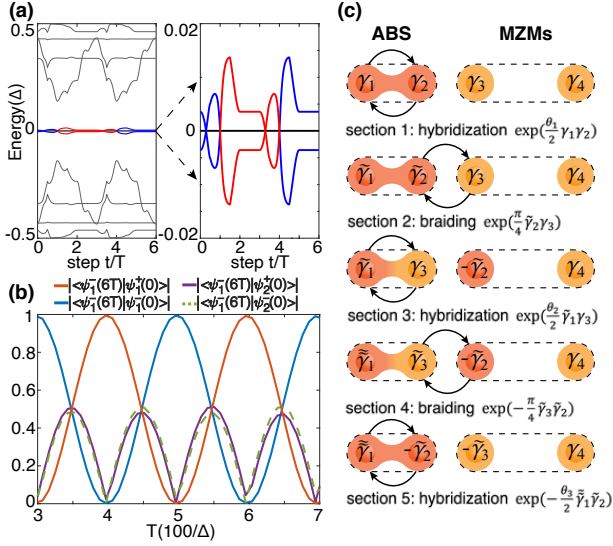 (a)
Energy(Δ)
0.5
0
-0.5
0 2 4 6
step t/T
0.02
0
-0.02
0 2 4 6
step t/T
(b)
|<ψ₁⁻(6T)|ψ₁⁺(0)>| |<ψ₁⁻(6T)|ψ₂⁺(0)>|
|<ψ₁⁻(6T)|ψ₁⁻(0)>| |<ψ₁⁻(6T)|ψ₂⁻(0)>|
1
0.8
0.6
0.4
0.2
0
3 4 5 6 7
T(100/Δ)
(c)
ABS MZMs
γ₁ γ₂ γ₃ γ₄
section 1: hybridization exp(θ₁/2 γ₁γ₂)
γ̃₁ γ̃₂ γ₃ γ₄
section 2: braiding exp(π/4 γ̃₂γ₃)
γ̃₁ γ₃ -γ̃₂ γ₄
section 3: hybridization exp(θ₂/2 γ̃₁γ₃)
γ̃̃₁ γ̃₃ -γ̃₂ γ₄
section 4: braiding exp(-π/4 γ̃₃γ̃₂)
γ̃̃₁ -γ̃₂ -γ̃₃ γ₄
section 5: hybridization exp(-θ₃/2 γ̃̃₁γ̃₂)